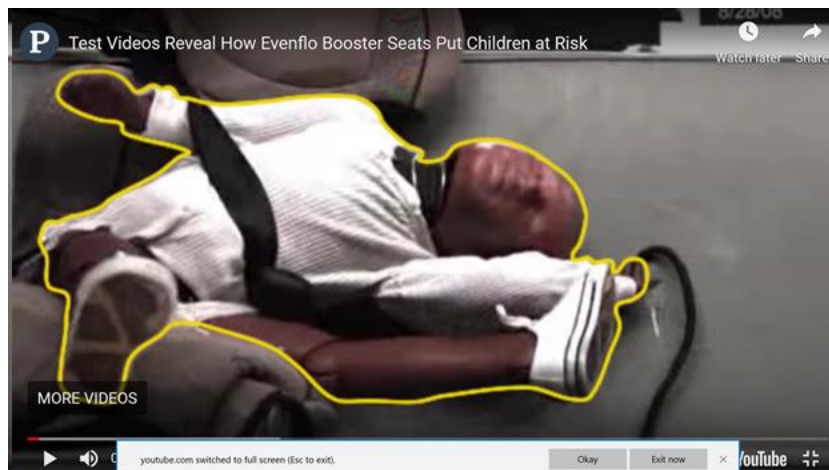 8/28/08
P Test Videos Reveal How Evenflo Booster Seats Put Children at Risk
Watch later Share
MORE VIDEOS
youtube.com switched to full screen (Esc to exit). Okay Exit now ×
YouTube